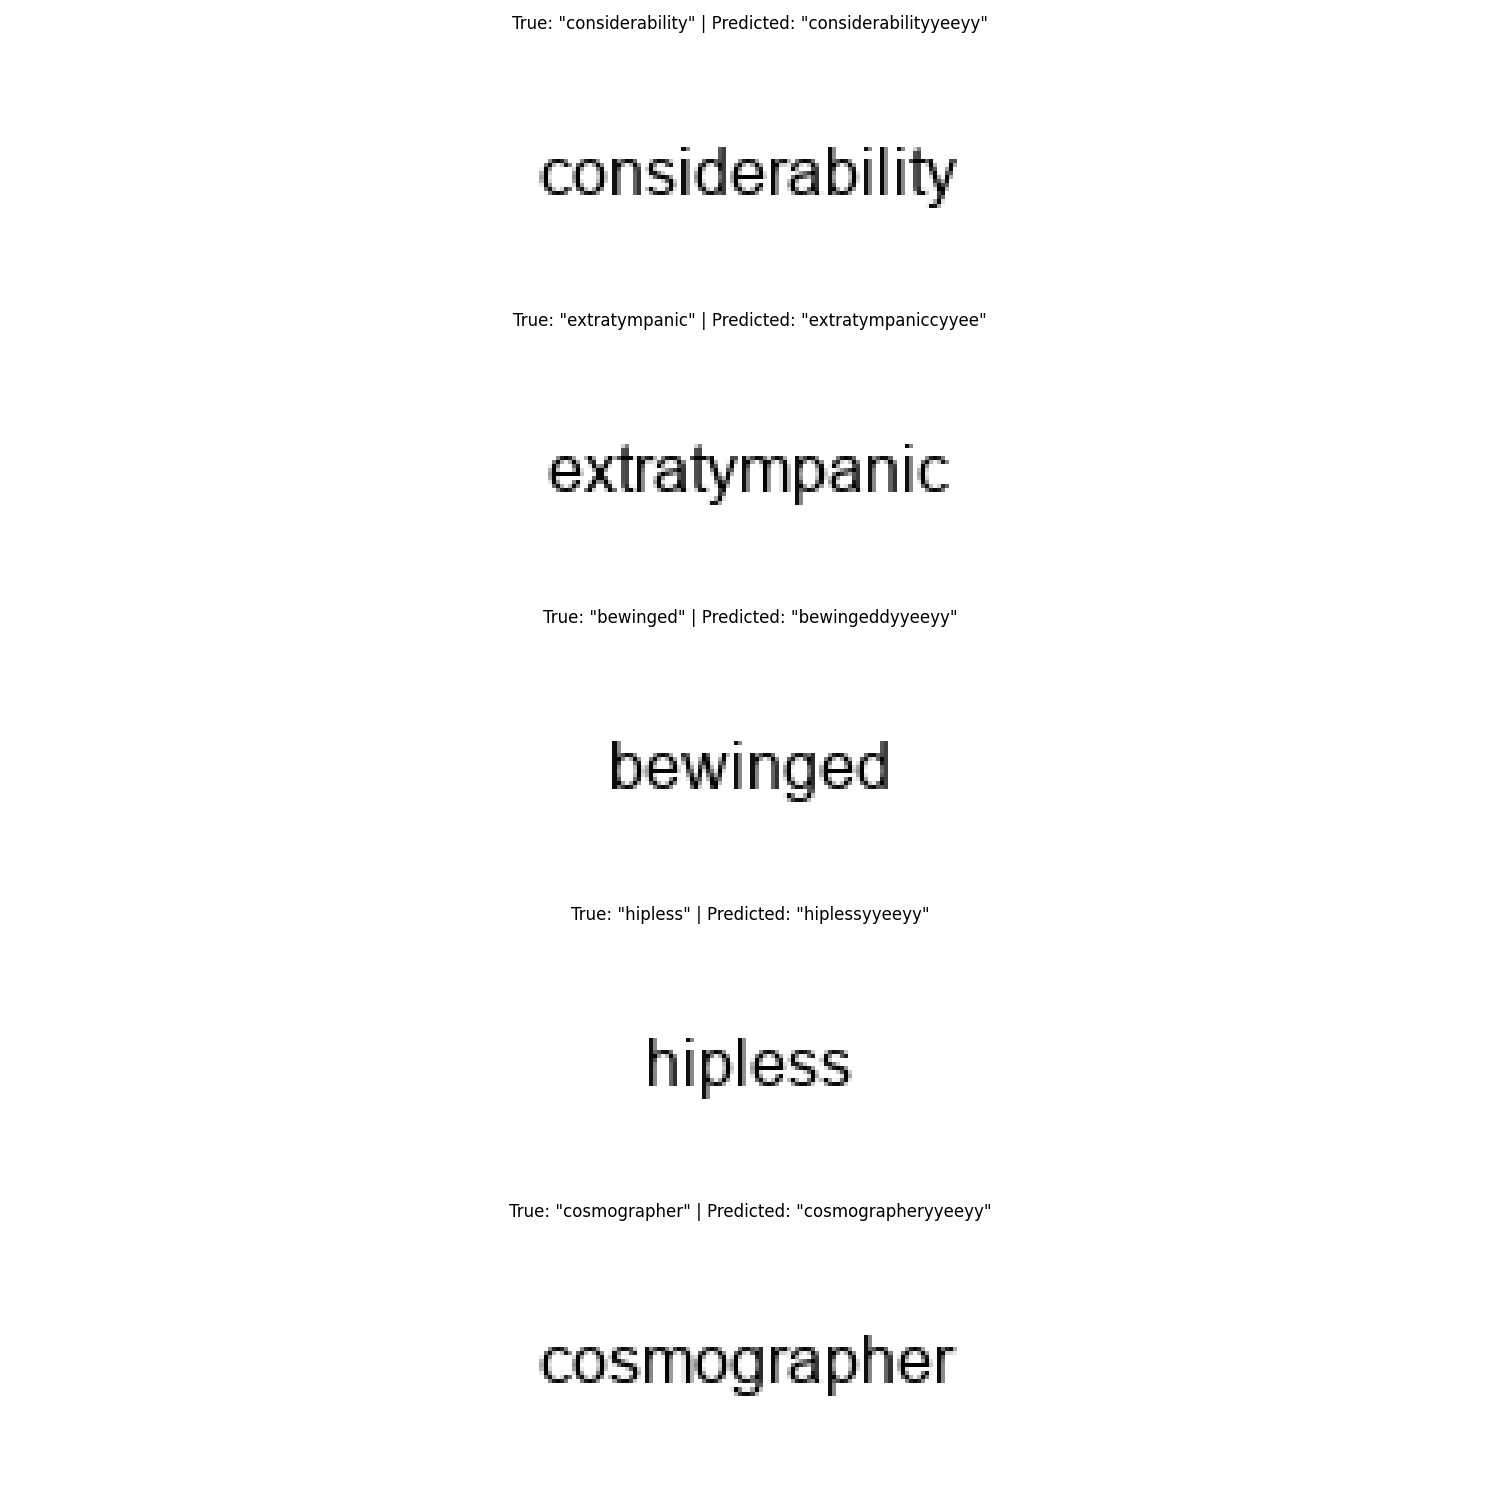 True: "considerability" | Predicted: "considerabilityyeeyy"
considerability
True: "extratympanic" | Predicted: "extratympaniccyyee"
extratympanic
True: "bewinged" | Predicted: "bewingeddyyeeyy"
bewinged
True: "hipless" | Predicted: "hiplessyyeeyy"
hipless
True: "cosmographer" | Predicted: "cosmographeryyeeyy"
cosmographer